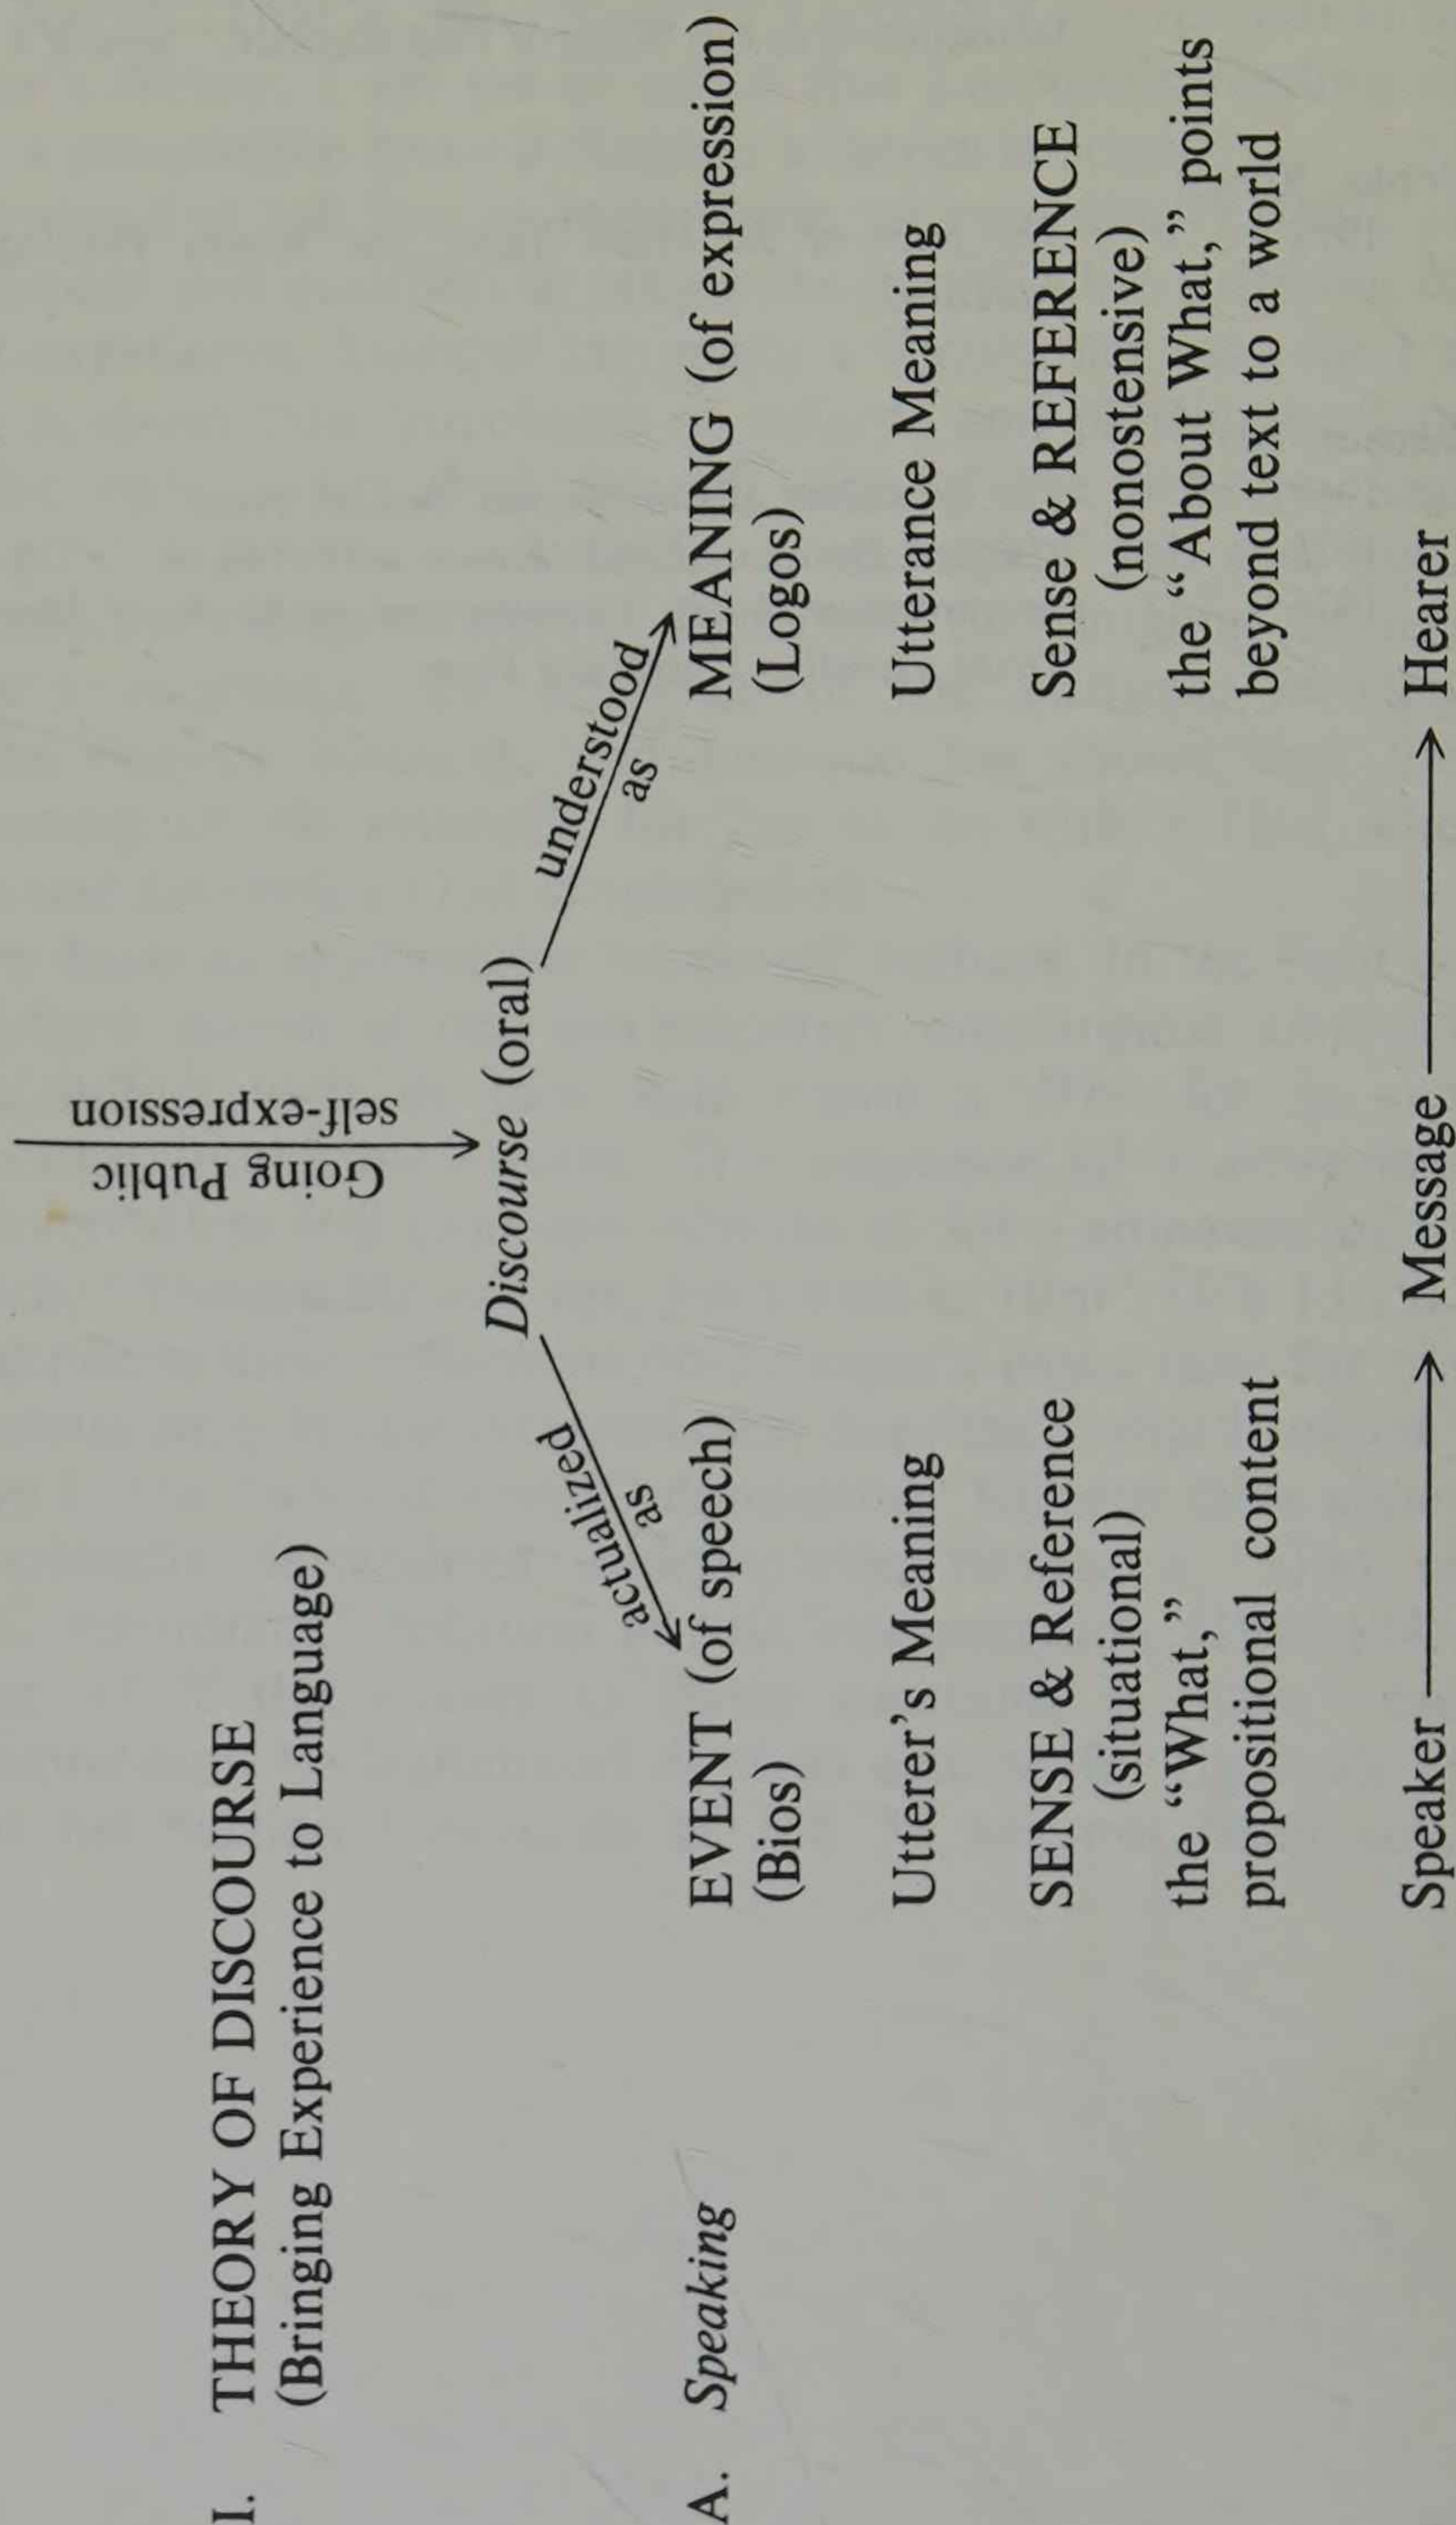 I. THEORY OF DISCOURSE
(Bringing Experience to Language)
Going Public
self-expression
Discourse (oral)
actualized
as
understood
as
A. Speaking
EVENT (of speech)
(Bios)
MEANING (of expression)
(Logos)
Utterer's Meaning
Utterance Meaning
SENSE & Reference
(situational)
the “What,”
propositional content
Sense & REFERENCE
(nonostensive)
the “About What,” points
beyond text to a world
Speaker Message Hearer